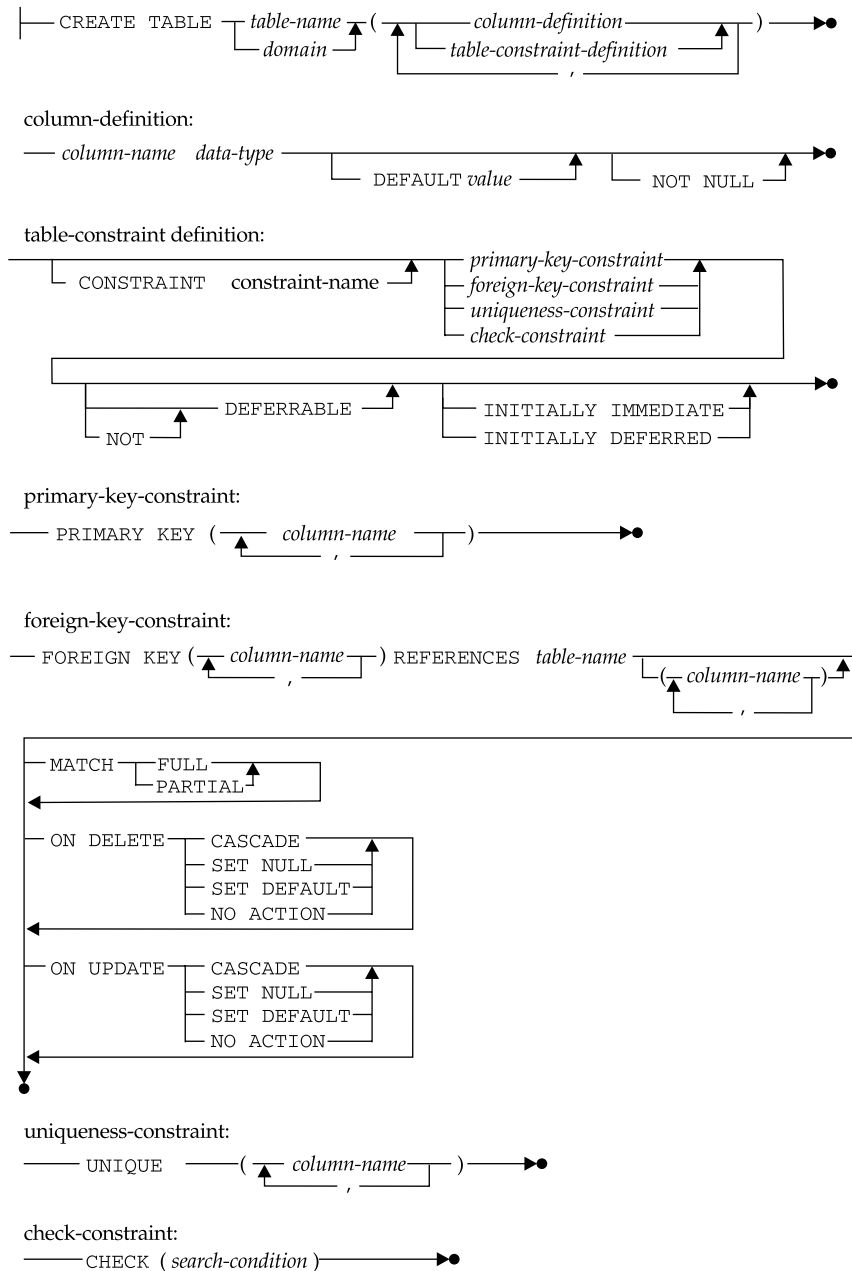 CREATE TABLE table-name ( column-definition )
domain table-constraint-definition
,
column-definition:
column-name data-type
DEFAULT value NOT NULL
table-constraint definition:
primary-key-constraint
CONSTRAINT constraint-name foreign-key-constraint
uniqueness-constraint
check-constraint
DEFERRABLE INITIALLY IMMEDIATE
NOT INITIALLY DEFERRED
primary-key-constraint:
PRIMARY KEY ( column-name )
,
foreign-key-constraint:
FOREIGN KEY ( column-name ) REFERENCES table-name
, ( column-name )
,
MATCH FULL
PARTIAL
ON DELETE CASCADE
SET NULL
SET DEFAULT
NO ACTION
ON UPDATE CASCADE
SET NULL
SET DEFAULT
NO ACTION
uniqueness-constraint:
UNIQUE ( column-name )
,
check-constraint:
CHECK ( search-condition )